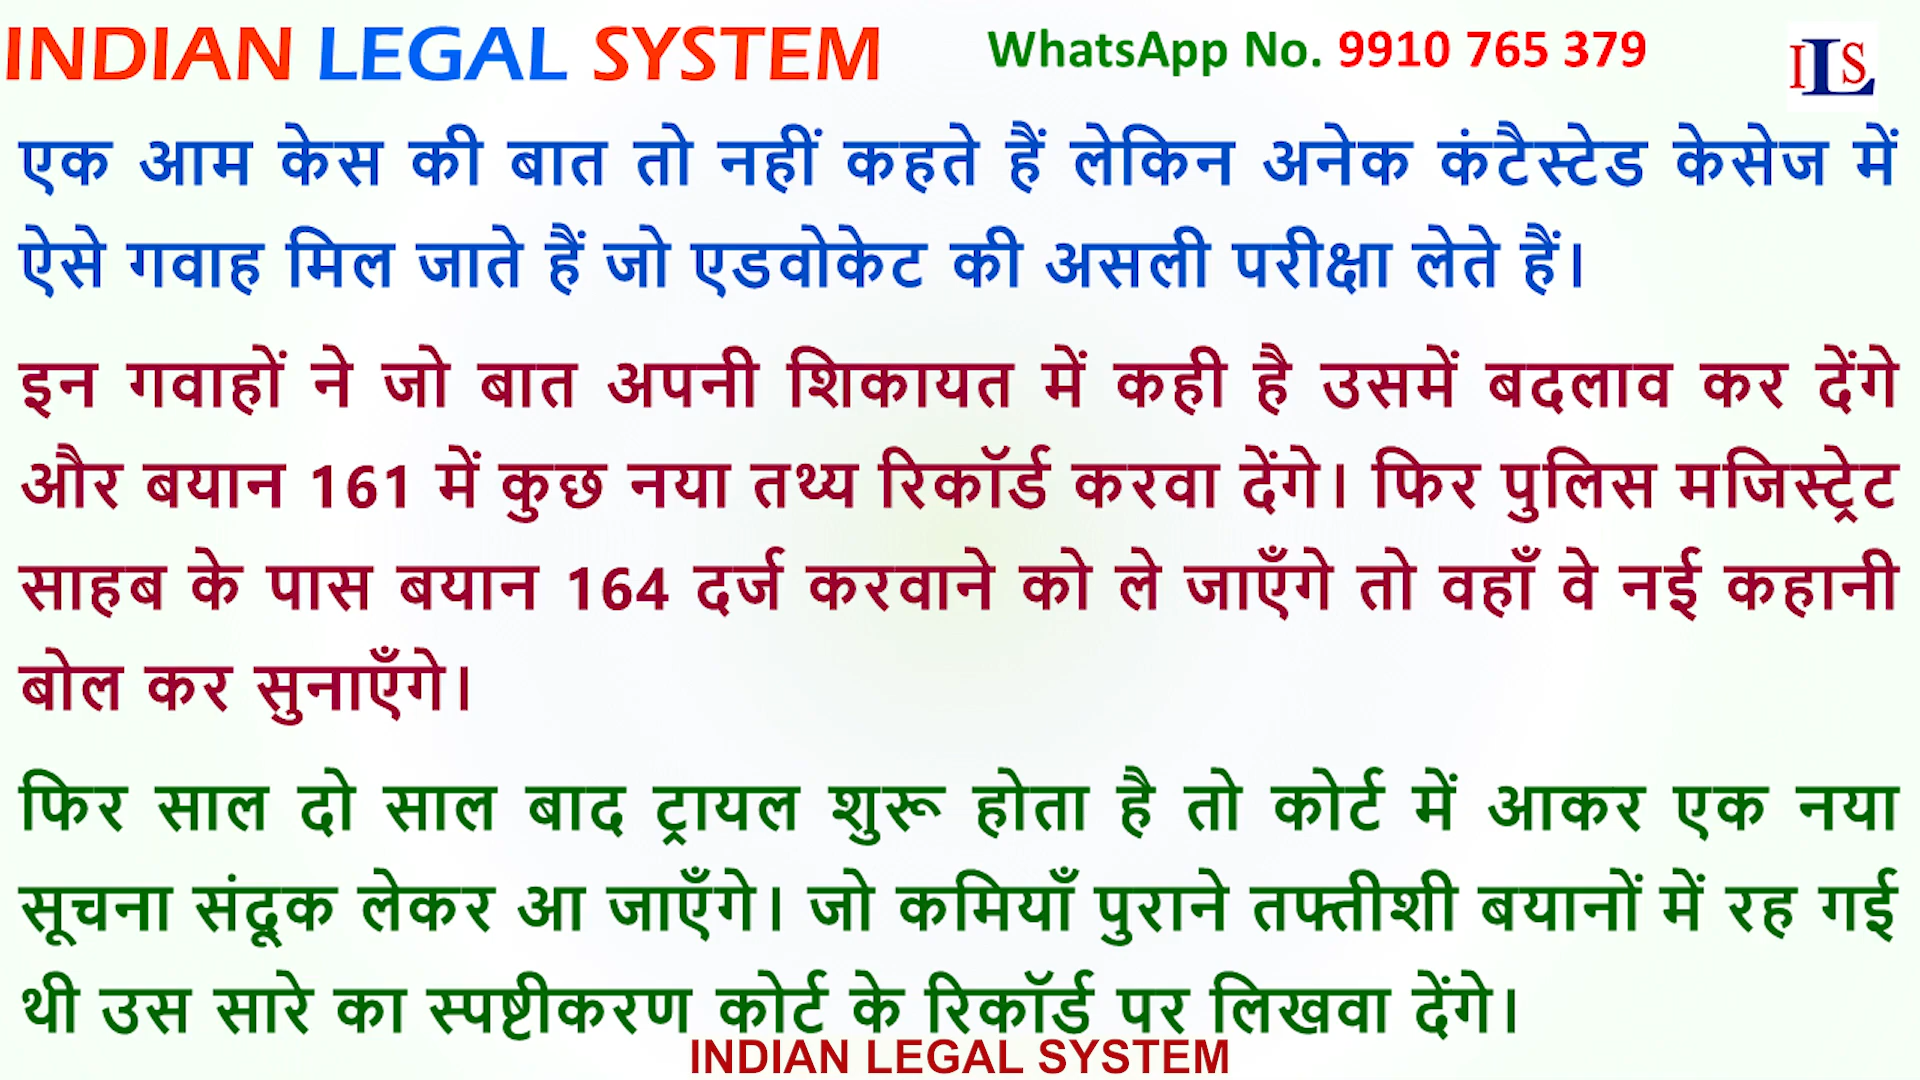 INDIAN LEGAL SYSTEM WhatsApp No. 9910 765 379 ILS
एक आम केस की बात तो नहीं कहते हैं लेकिन अनेक कंटैस्टेड केसेज में
ऐसे गवाह मिल जाते हैं जो एडवोकेट की असली परीक्षा लेते हैं।
इन गवाहों ने जो बात अपनी शिकायत में कही है उसमें बदलाव कर देंगे
और बयान 161 में कुछ नया तथ्य रिकॉर्ड करवा देंगे। फिर पुलिस मजिस्ट्रेट
साहब के पास बयान 164 दर्ज करवाने को ले जाएँगे तो वहाँ वे नई कहानी
बोल कर सुनाएँगे।
फिर साल दो साल बाद ट्रायल शुरू होता है तो कोर्ट में आकर एक नया
सूचना संदूक लेकर आ जाएँगे। जो कमियाँ पुराने तफ्तीशी बयानों में रह गई
थी उस सारे का स्पष्टीकरण कोर्ट के रिकॉर्ड पर लिखवा देंगे।
INDIAN LEGAL SYSTEM